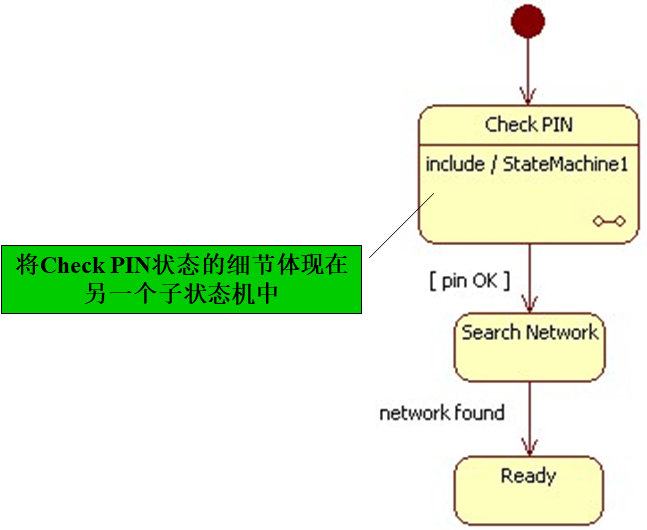 Check PIN
include / StateMachine1
将Check PIN状态的细节体现在
另一个子状态机中
[ pin OK ]
Search Network
network found
Ready